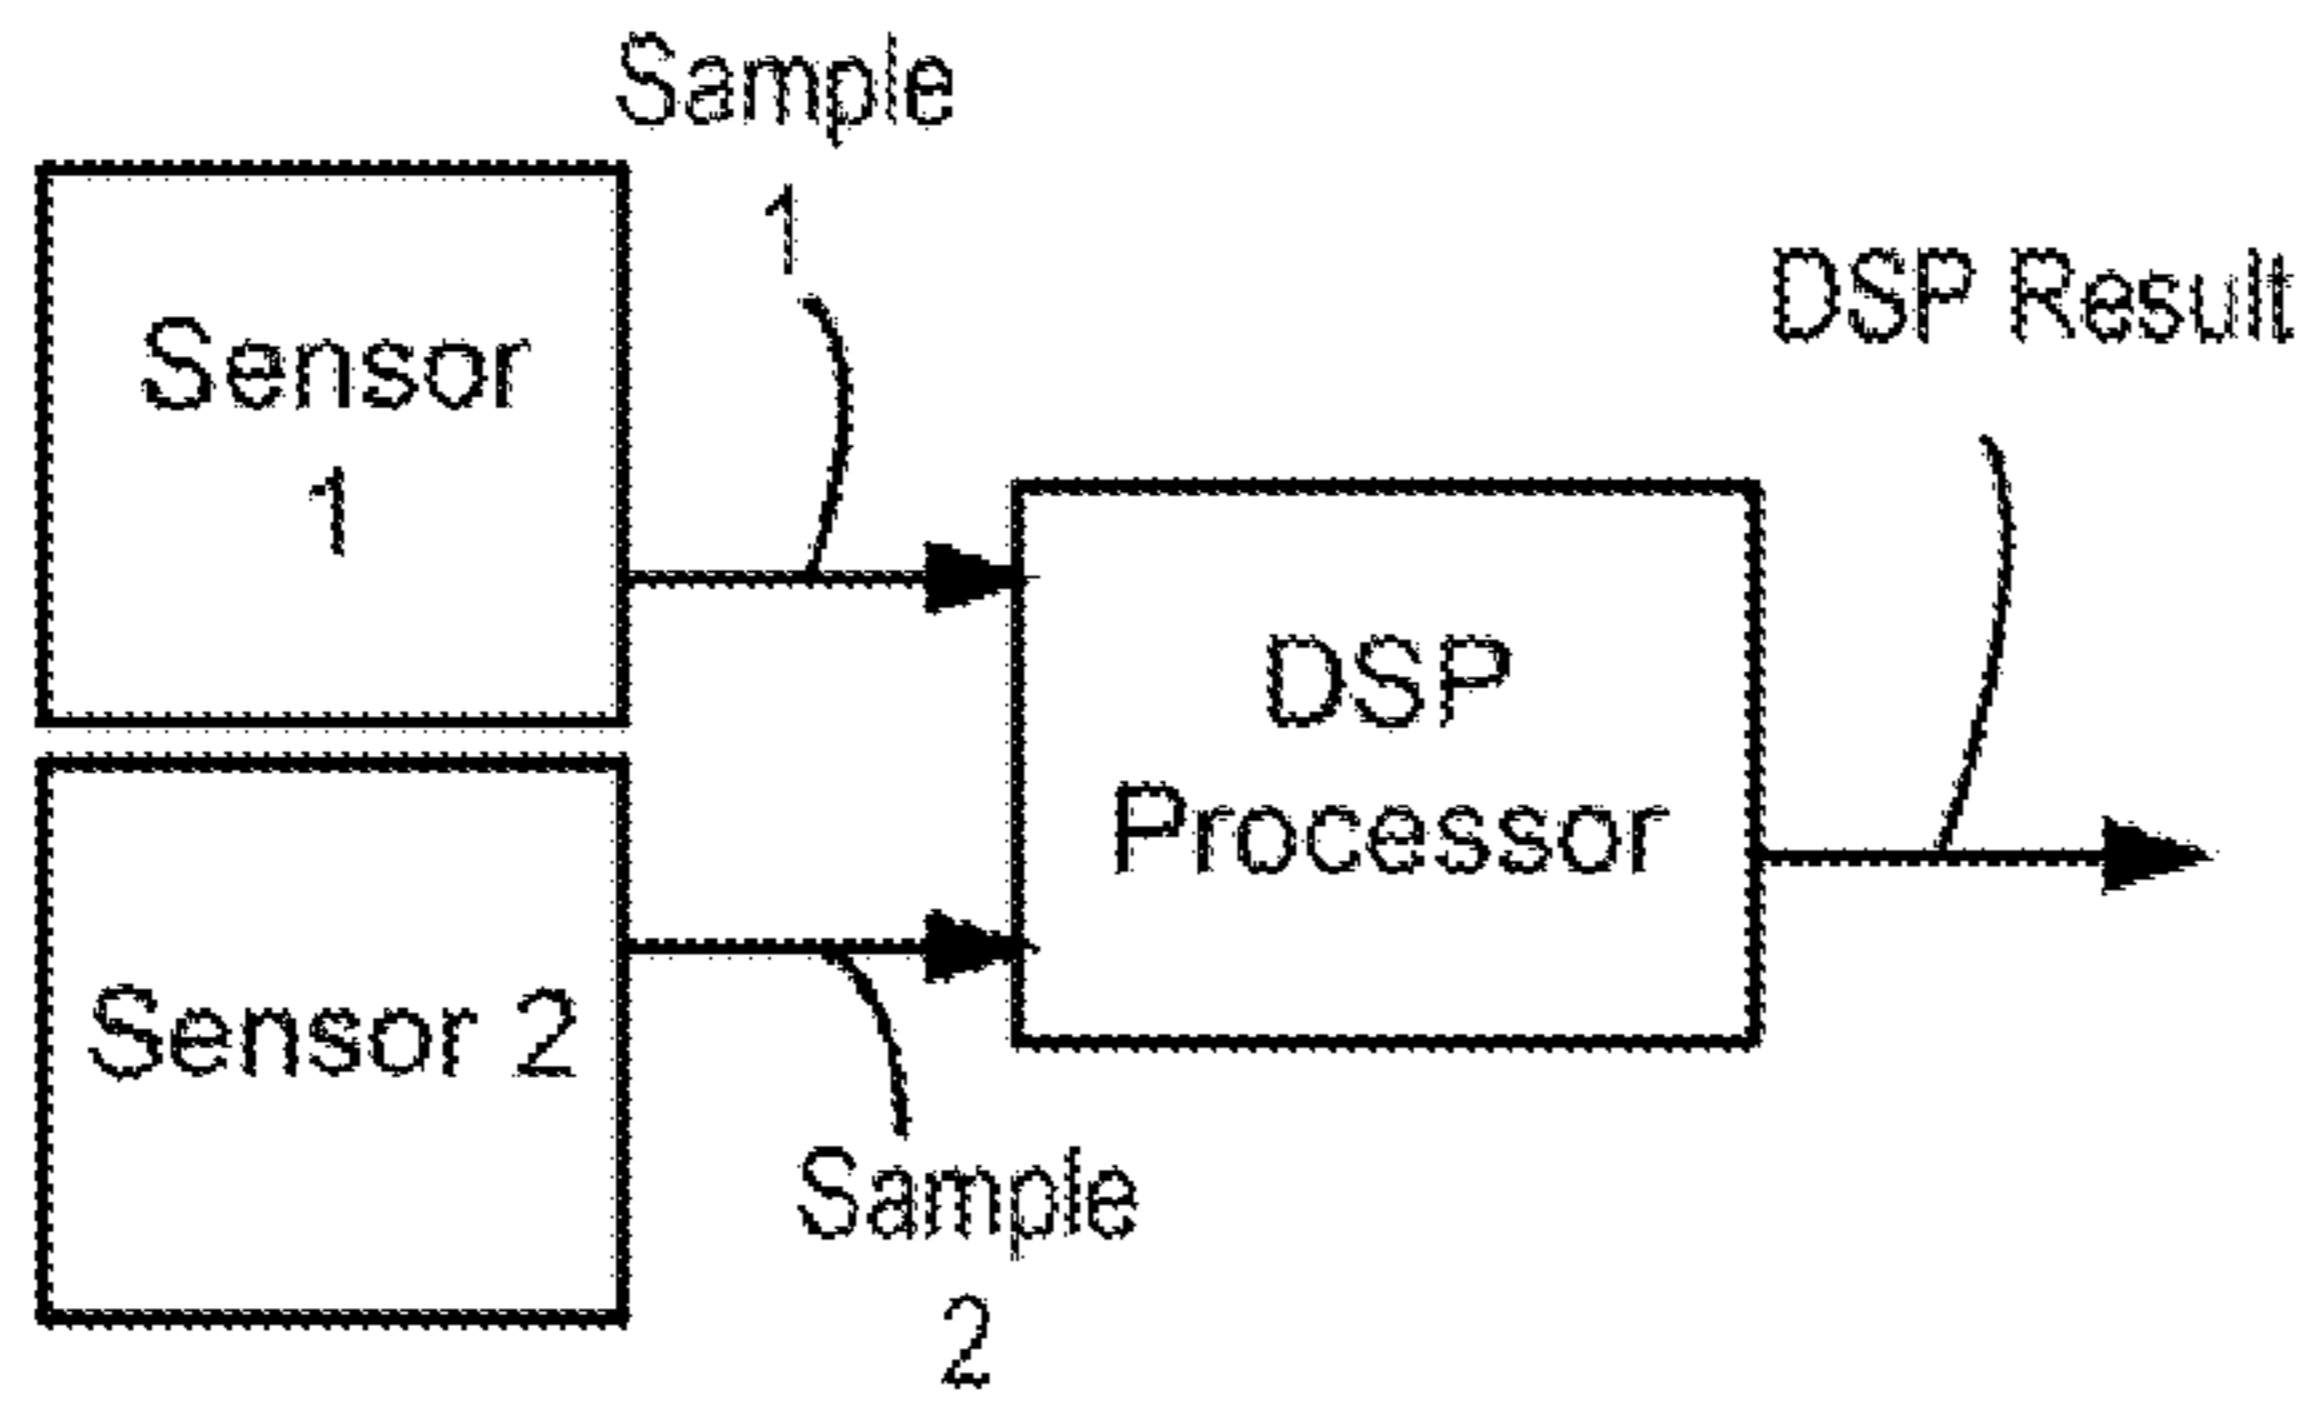 Sample
1
Sensor
1
DSP Result
DSP
Processor
Sensor 2
Sample
2